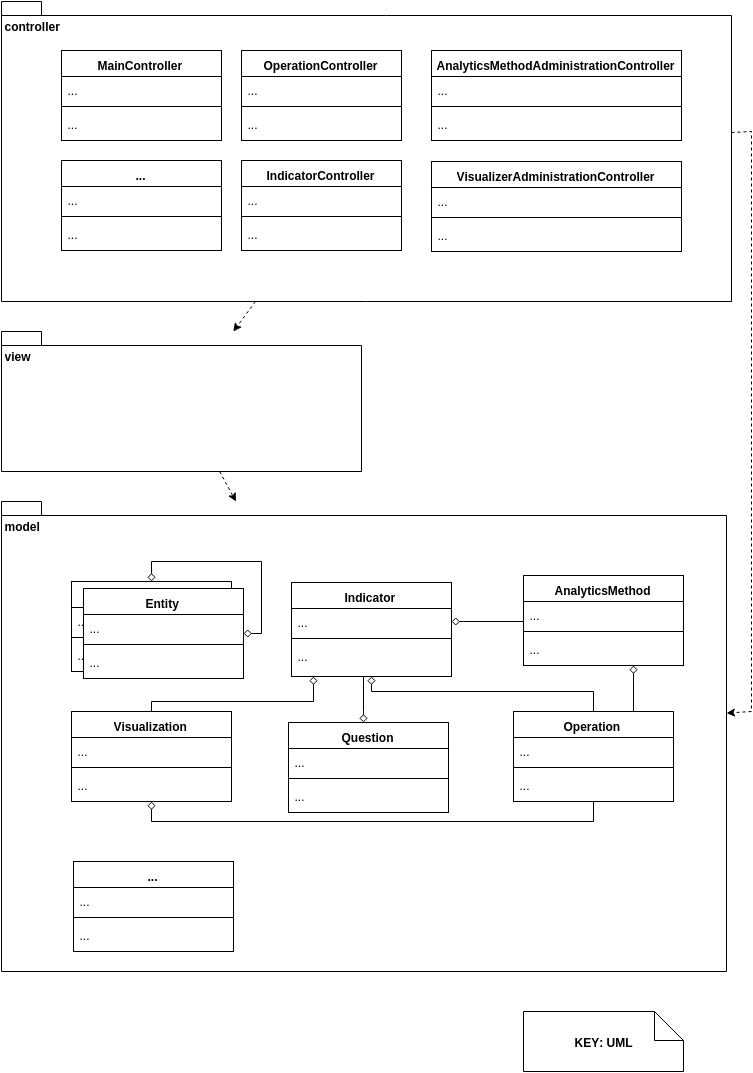 controller
MainController
...
...
OperationController
...
...
AnalyticsMethodAdministrationController
...
...
...
...
...
IndicatorController
...
...
VisualizerAdministrationController
...
...
view
model
Entity
...
...
...
...
Indicator
...
...
AnalyticsMethod
...
...
Visualization
...
...
Question
...
...
Operation
...
...
...
...
...
KEY: UML